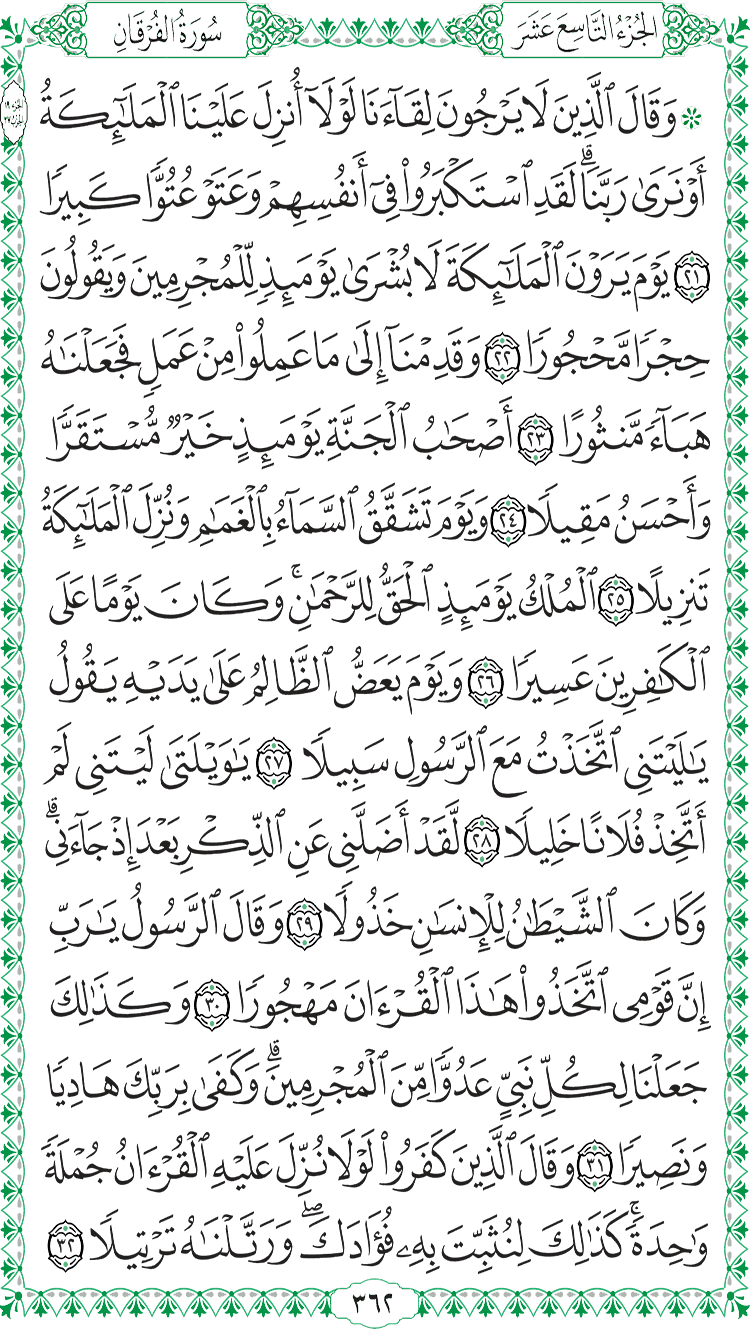 الجُزْءُ التَّاسِعَ عَشَرَ
سُورَةُ الفُرْقَانِ
۞ وَقَالَ ٱلَّذِينَ لَا يَرْجُونَ لِقَآءَنَا لَوْلَآ أُنزِلَ عَلَيْنَا ٱلْمَلَٰٓئِكَةُ
أَوْ نَرَىٰ رَبَّنَا ۗ لَقَدِ ٱسْتَكْبَرُوا۟ فِىٓ أَنفُسِهِمْ وَعَتَوْ عُتُوًّا كَبِيرًا
٢١ يَوْمَ يَرَوْنَ ٱلْمَلَٰٓئِكَةَ لَا بُشْرَىٰ يَوْمَئِذٍ لِّلْمُجْرِمِينَ وَيَقُولُونَ
حِجْرًا مَّحْجُورًا ٢٢ وَقَدِمْنَآ إِلَىٰ مَا عَمِلُوا۟ مِنْ عَمَلٍ فَجَعَلْنَٰهُ
هَبَآءً مَّنثُورًا ٢٣ أَصْحَٰبُ ٱلْجَنَّةِ يَوْمَئِذٍ خَيْرٌ مُّسْتَقَرًّا
وَأَحْسَنُ مَقِيلًا ٢٤ وَيَوْمَ تَشَقَّقُ ٱلسَّمَآءُ بِٱلْغَمَٰمِ وَنُزِّلَ ٱلْمَلَٰٓئِكَةُ
تَنزِيلًا ٢٥ ٱلْمُلْكُ يَوْمَئِذٍ ٱلْحَقُّ لِلرَّحْمَٰنِ ۚ وَكَانَ يَوْمًا عَلَى
ٱلْكَٰفِرِينَ عَسِيرًا ٢٦ وَيَوْمَ يَعَضُّ ٱلظَّالِمُ عَلَىٰ يَدَيْهِ يَقُولُ
يَٰلَيْتَنِى ٱتَّخَذْتُ مَعَ ٱلرَّسُولِ سَبِيلًا ٢٧ يَٰوَيْلَتَىٰ لَيْتَنِى لَمْ
أَتَّخِذْ فُلَانًا خَلِيلًا ٢٨ لَّقَدْ أَضَلَّنِى عَنِ ٱلذِّكْرِ بَعْدَ إِذْ جَآءَنِى ۗ
وَكَانَ ٱلشَّيْطَٰنُ لِلْإِنسَٰنِ خَذُولًا ٢٩ وَقَالَ ٱلرَّسُولُ يَٰرَبِّ
إِنَّ قَوْمِى ٱتَّخَذُوا۟ هَٰذَا ٱلْقُرْءَانَ مَهْجُورًا ٣٠ وَكَذَٰلِكَ
جَعَلْنَا لِكُلِّ نَبِىٍّ عَدُوًّا مِّنَ ٱلْمُجْرِمِينَ ۗ وَكَفَىٰ بِرَبِّكَ هَادِيًا
وَنَصِيرًا ٣١ وَقَالَ ٱلَّذِينَ كَفَرُوا۟ لَوْلَا نُزِّلَ عَلَيْهِ ٱلْقُرْءَانُ جُمْلَةً
وَٰحِدَةً ۚ كَذَٰلِكَ لِنُثَبِّتَ بِهِۦ فُؤَادَكَ ۖ وَرَتَّلْنَٰهُ تَرْتِيلًا ٣٢
٣٦٢